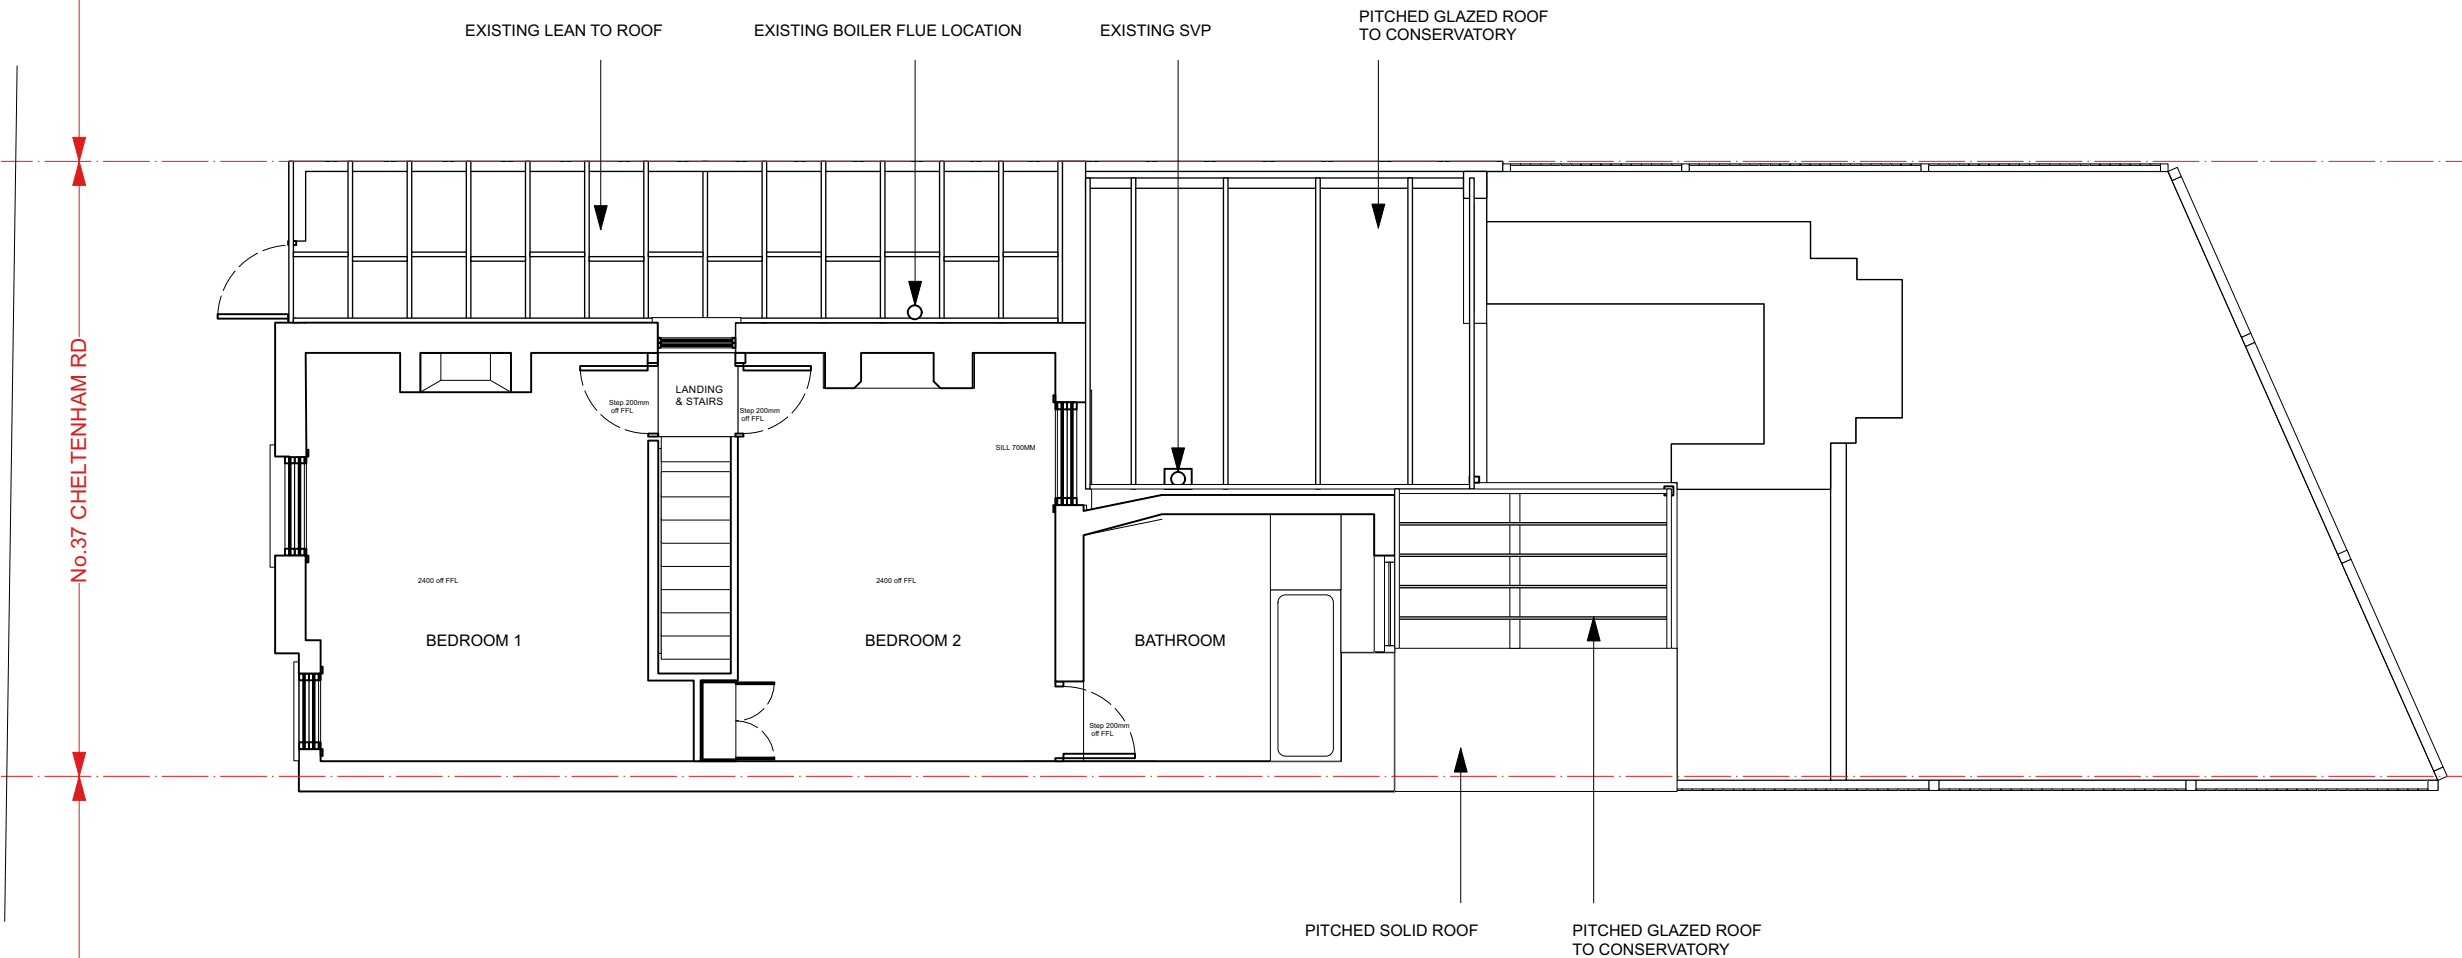 EXISTING LEAN TO ROOF
EXISTING BOILER FLUE LOCATION
EXISTING SVP
PITCHED GLAZED ROOF
TO CONSERVATORY
No.37 CHELTENHAM RD
LANDING
& STAIRS
Step 200mm
off FFL
Step 200mm
off FFL
SILL 700MM
2400 off FFL
2400 off FFL
BEDROOM 1
BEDROOM 2
BATHROOM
Step 200mm
off FFL
PITCHED SOLID ROOF
PITCHED GLAZED ROOF
TO CONSERVATORY